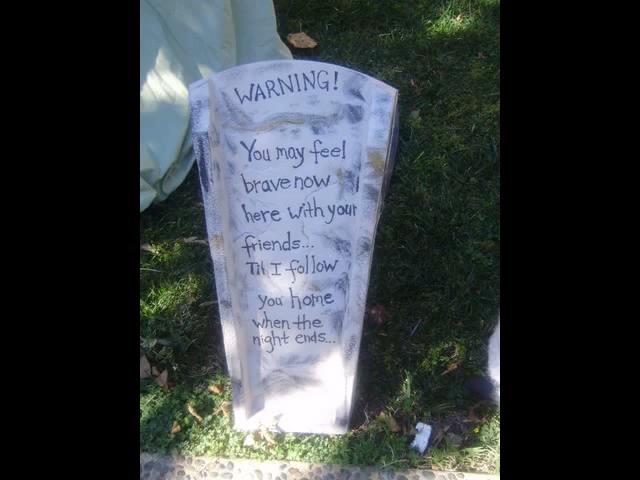 WARNING!
You may feel
brave now
here with your
friends...
Til I follow
you home
when the
night ends...